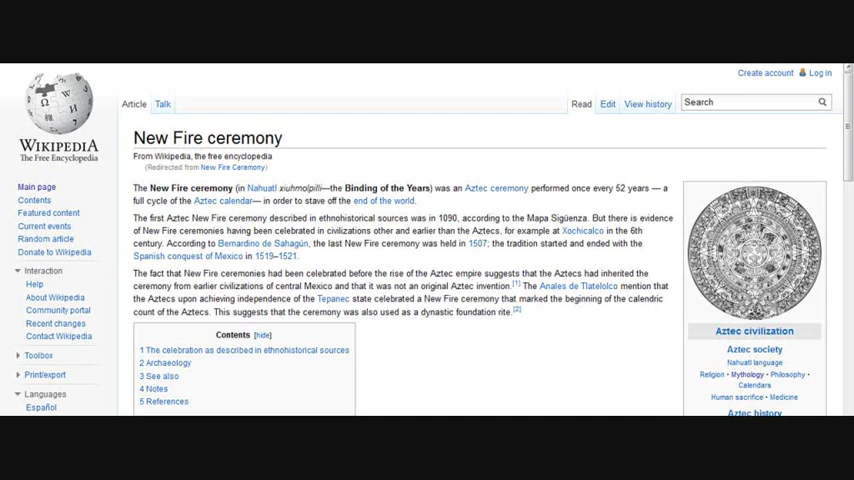 Create account Log in
Article Talk Read Edit View history Search
WIKIPEDIA
The Free Encyclopedia
Main page
Contents
Featured content
Current events
Random article
Donate to Wikipedia
Interaction
Help
About Wikipedia
Community portal
Recent changes
Contact Wikipedia
Toolbox
Print/export
Languages
Español
New Fire ceremony
From Wikipedia, the free encyclopedia
(Redirected from New Fire Ceremony)
The New Fire ceremony (in Nahuatl xiuhmolpilli—the Binding of the Years) was an Aztec ceremony performed once every 52 years — a
full cycle of the Aztec calendar— in order to stave off the end of the world.
The first Aztec New Fire ceremony described in ethnohistorical sources was in 1090, according to the Mapa Sigüenza. But there is evidence
of New Fire ceremonies having been celebrated in civilizations other and earlier than the Aztecs, for example at Xochicalco in the 6th
century. According to Bernardino de Sahagún, the last New Fire ceremony was held in 1507; the tradition started and ended with the
Spanish conquest of Mexico in 1519–1521.
The fact that New Fire ceremonies had been celebrated before the rise of the Aztec empire suggests that the Aztecs had inherited the
ceremony from earlier civilizations of central Mexico and that it was not an original Aztec invention.[1] The Anales de Tlatelolco mention that
the Aztecs upon achieving independence of the Tepanec state celebrated a New Fire ceremony that marked the beginning of the calendric
count of the Aztecs. This suggests that the ceremony was also used as a dynastic foundation rite.[2]
Contents [hide]
1 The celebration as described in ethnohistorical sources
2 Archaeology
3 See also
4 Notes
5 References
Aztec civilization
Aztec society
Nahuatl language
Religion • Mythology • Philosophy •
Calendars
Human sacrifice • Medicine
Aztec history